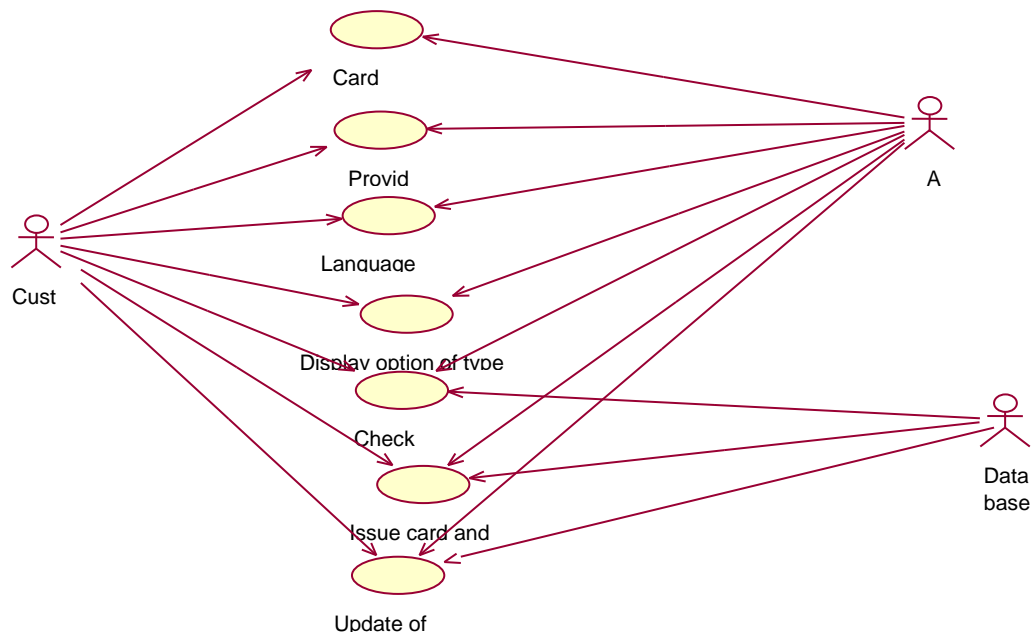 Card
Provid
A
Language
Cust
Display option of type
Check
Data
base
Issue card and
Update of